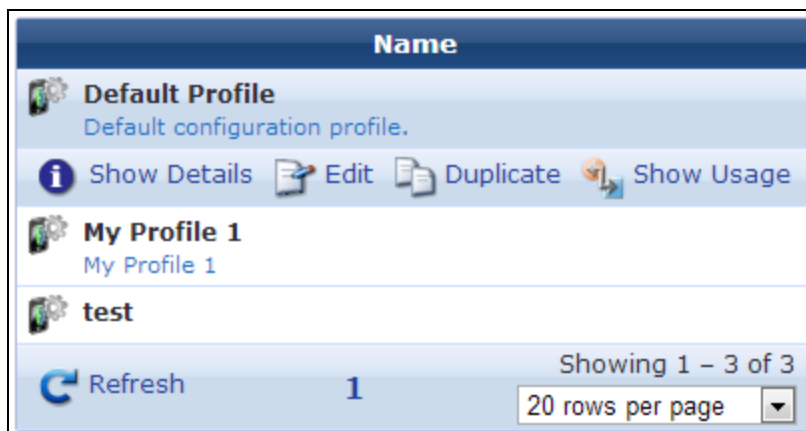 Name
Default Profile
Default configuration profile.
Show Details Edit Duplicate Show Usage
My Profile 1
My Profile 1
test
Showing 1 – 3 of 3
Refresh 1
20 rows per page